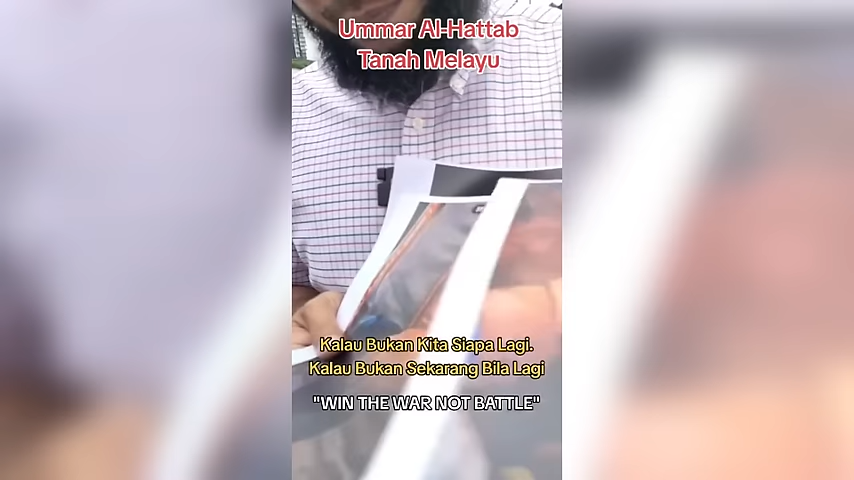 Ummar Al-Hattab
Tanah Melayu
Kalau Bukan Kita Siapa Lagi.
Kalau Bukan Sekarang Bila Lagi
"WIN THE WAR NOT BATTLE"